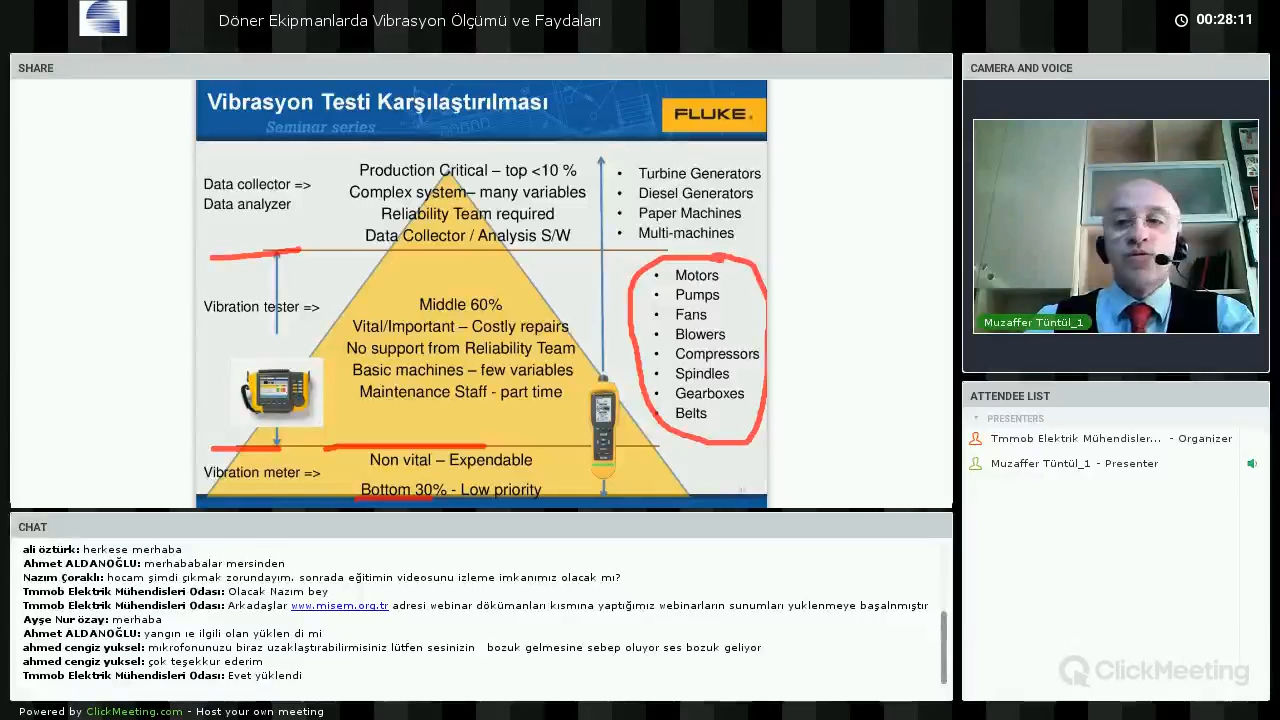 Döner Ekipmanlarda Vibrasyon Ölçümü ve Faydaları
00:28:11
SHARE
Vibrasyon Testi Karşılaştırılması
Seminar series
FLUKE®
Data collector =>
Data analyzer
Production Critical – top <10 %
Complex system– many variables
Reliability Team required
Data Collector / Analysis S/W
• Turbine Generators
• Diesel Generators
• Paper Machines
• Multi-machines
Vibration tester =>
Middle 60%
Vital/Important – Costly repairs
No support from Reliability Team
Basic machines – few variables
Maintenance Staff - part time
• Motors
• Pumps
• Fans
• Blowers
• Compressors
• Spindles
• Gearboxes
• Belts
Vibration meter =>
Non vital – Expendable
Bottom 30% - Low priority
CAMERA AND VOICE
Muzaffer Tüntül_1
ATTENDEE LIST
PRESENTERS
Tmmob Elektrik Mühendisler... - Organizer
Muzaffer Tüntül_1 - Presenter
CHAT
ali öztürk: herkese merhaba
Ahmet ALDANOĞLU: merhababalar mersinden
Nazım Çoraklı: hocam şimdi çıkmak zorundayım. sonrada eğitimin videosunu izleme imkanımız olacak mı?
Tmmob Elektrik Mühendisleri Odası: Olacak Nazım bey
Tmmob Elektrik Mühendisleri Odası: Arkadaşlar www.misem.org.tr adresi webinar dökümanları kısmına yaptığımız webinarların sunumları yuklenmeye başalnmıştır
Ayşe Nur özay: merhaba
Ahmet ALDANOĞLU: yangın ıe ilgili olan yüklen di mi
ahmed cengiz yuksel: mıkrofonunuzu biraz uzaklaştırabilirmisiniz lütfen sesinizin bozuk gelmesine sebep oluyor ses bozuk geliyor
ahmed cengiz yuksel: çok teşekkur ederim
Tmmob Elektrik Mühendisleri Odası: Evet yüklendi
ClickMeeting
Powered by ClickMeeting.com - Host your own meeting